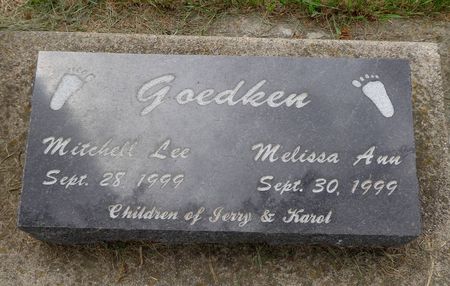 Goedken
Mitchell Lee Melissa Ann
Sept. 28, 1999 Sept. 30, 1999
Children of Jerry & Karol